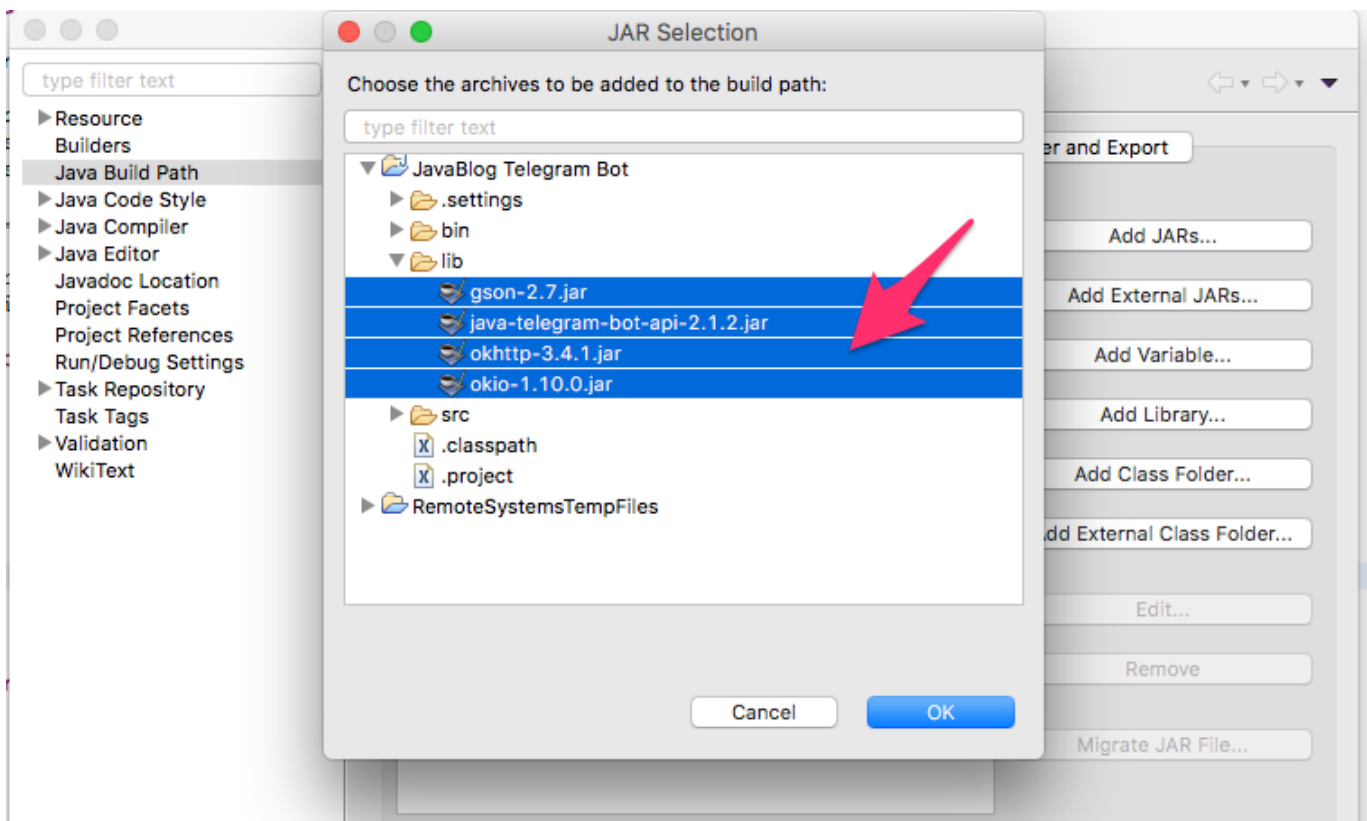 JAR Selection
type filter text
Resource
Builders
Java Build Path
Java Code Style
Java Compiler
Java Editor
Javadoc Location
Project Facets
Project References
Run/Debug Settings
Task Repository
Task Tags
Validation
WikiText
Choose the archives to be added to the build path:
type filter text
JavaBlog Telegram Bot
.settings
bin
lib
gson-2.7.jar
java-telegram-bot-api-2.1.2.jar
okhttp-3.4.1.jar
okio-1.10.0.jar
src
.classpath
.project
RemoteSystemsTempFiles
Cancel
OK
and Export
Add JARs...
Add External JARs...
Add Variable...
Add Library...
Add Class Folder...
External Class Folder...
Edit...
Remove
Migrate JAR File...